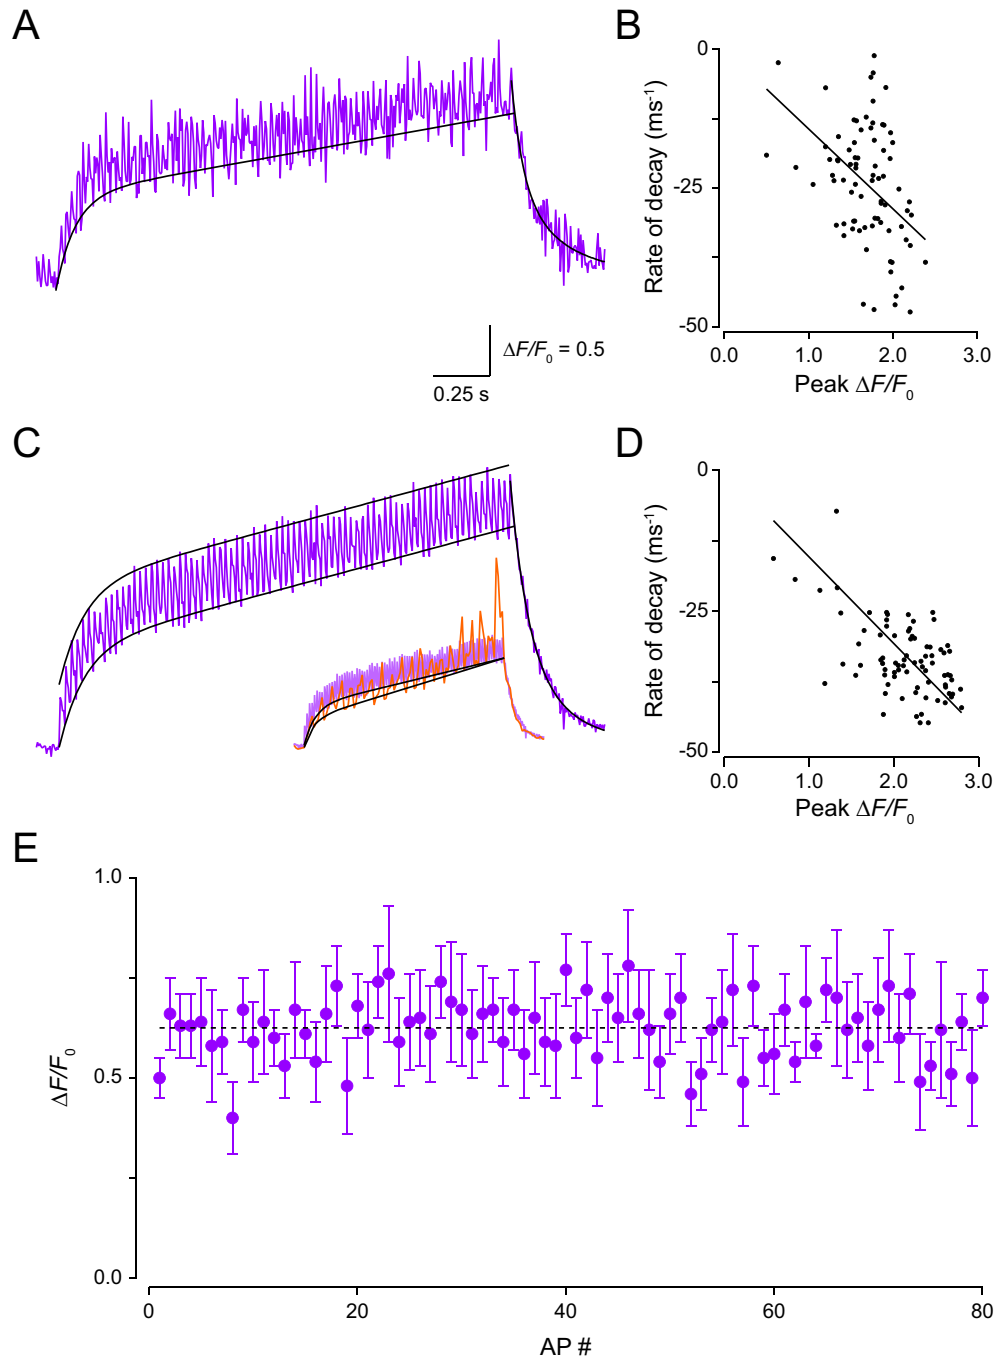 A
ΔF/F₀ = 0.5
0.25 s
B
0
-25
-50
Rate of decay (ms⁻¹)
0.0 1.0 2.0 3.0
Peak ΔF/F₀
C
D
0
-25
-50
Rate of decay (ms⁻¹)
0.0 1.0 2.0 3.0
Peak ΔF/F₀
E
1.0
0.5
0.0
ΔF/F₀
0 20 40 60 80
AP #